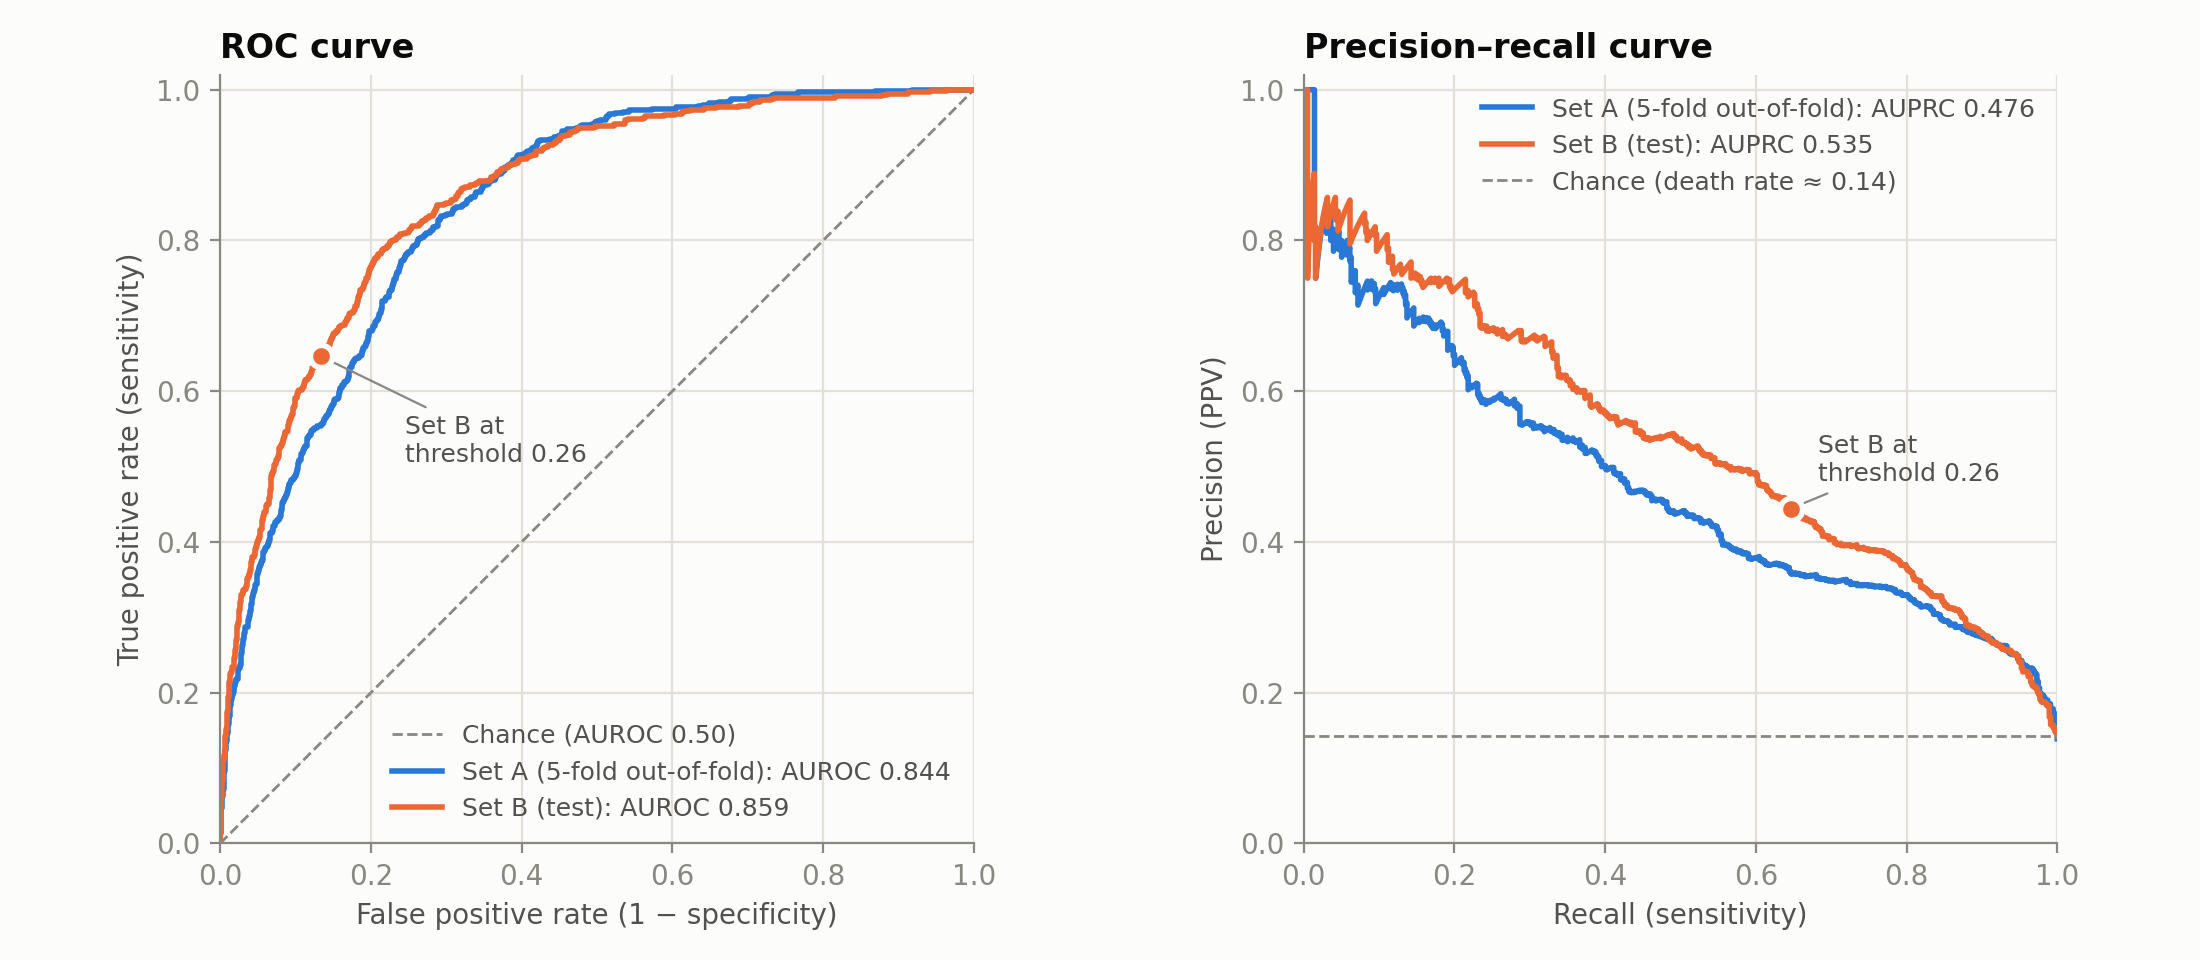 ROC curve
True positive rate (sensitivity)
1.0
0.8
0.6
0.4
0.2
0.0
Set B at
threshold 0.26
Chance (AUROC 0.50)
Set A (5-fold out-of-fold): AUROC 0.844
Set B (test): AUROC 0.859
0.0 0.2 0.4 0.6 0.8 1.0
False positive rate (1 − specificity)
Precision–recall curve
Precision (PPV)
1.0
0.8
0.6
0.4
0.2
0.0
Set A (5-fold out-of-fold): AUPRC 0.476
Set B (test): AUPRC 0.535
Chance (death rate ≈ 0.14)
Set B at
threshold 0.26
0.0 0.2 0.4 0.6 0.8 1.0
Recall (sensitivity)